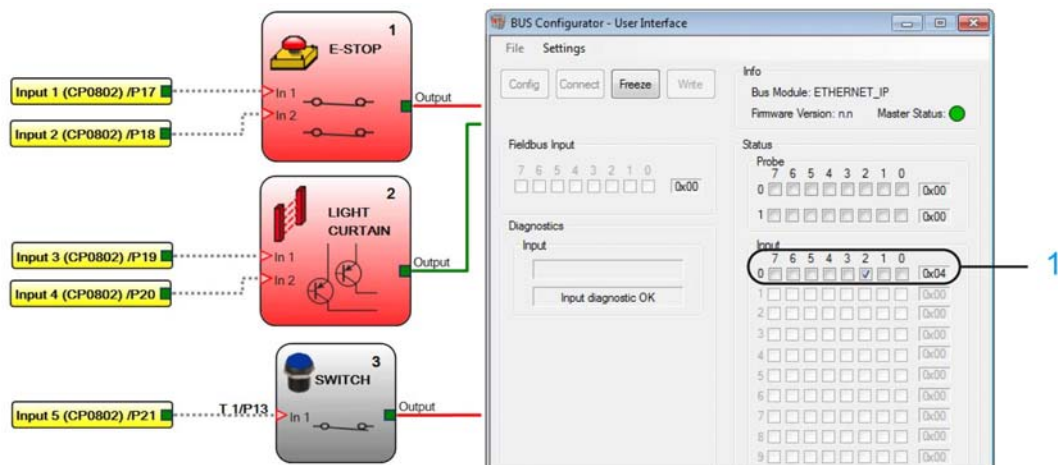 1
E-STOP
Input 1 (CP0802) /P17
In 1
Output
Input 2 (CP0802) /P18
In 2
2
LIGHT
CURTAIN
Input 3 (CP0802) /P19
In 1
Output
Input 4 (CP0802) /P20
In 2
3
SWITCH
Input 5 (CP0802) /P21
T.1/P13
In 1
Output
BUS Configurator - User Interface
File Settings
Config Connect Freeze Write
Info
Bus Module: ETHERNET_IP
Firmware Version: n.n Master Status:
Fieldbus Input
7 6 5 4 3 2 1 0
0x00
Diagnostics
Input
Input diagnostic OK
Status
Probe
7 6 5 4 3 2 1 0
0 0x00
1 0x00
Input
7 6 5 4 3 2 1 0
0 0x04
1 0x00
2 0x00
3 0x00
4 0x00
5 0x00
6 0x00
7 0x00
8 0x00
9 0x00
1